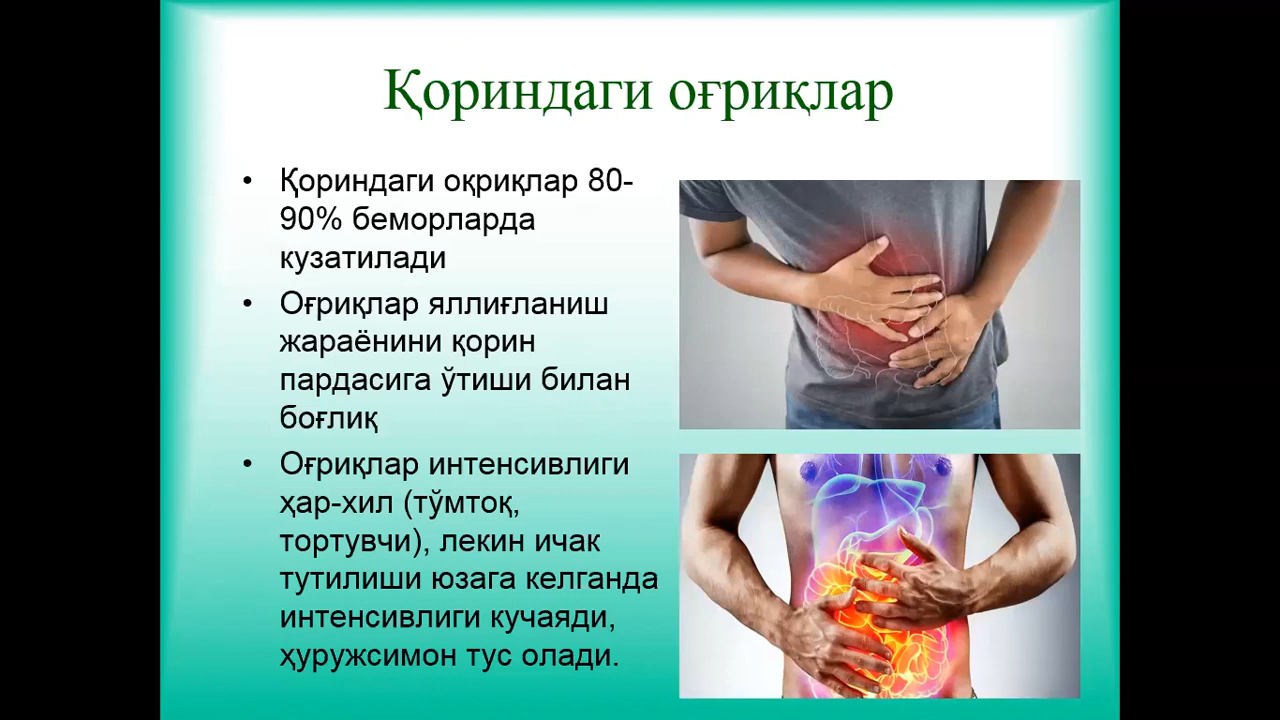 Қориндаги оғриқлар
• Қориндаги оқриқлар 80-
90% беморларда
кузатилади
• Оғриқлар яллиғланиш
жараёнини қорин
пардасига ўтиши билан
боғлиқ
• Оғриқлар интенсивлиги
ҳар-хил (тўмтоқ,
тортувчи), лекин ичак
тутилиши юзага келганда
интенсивлиги кучаяди,
ҳуружсимон тус олади.